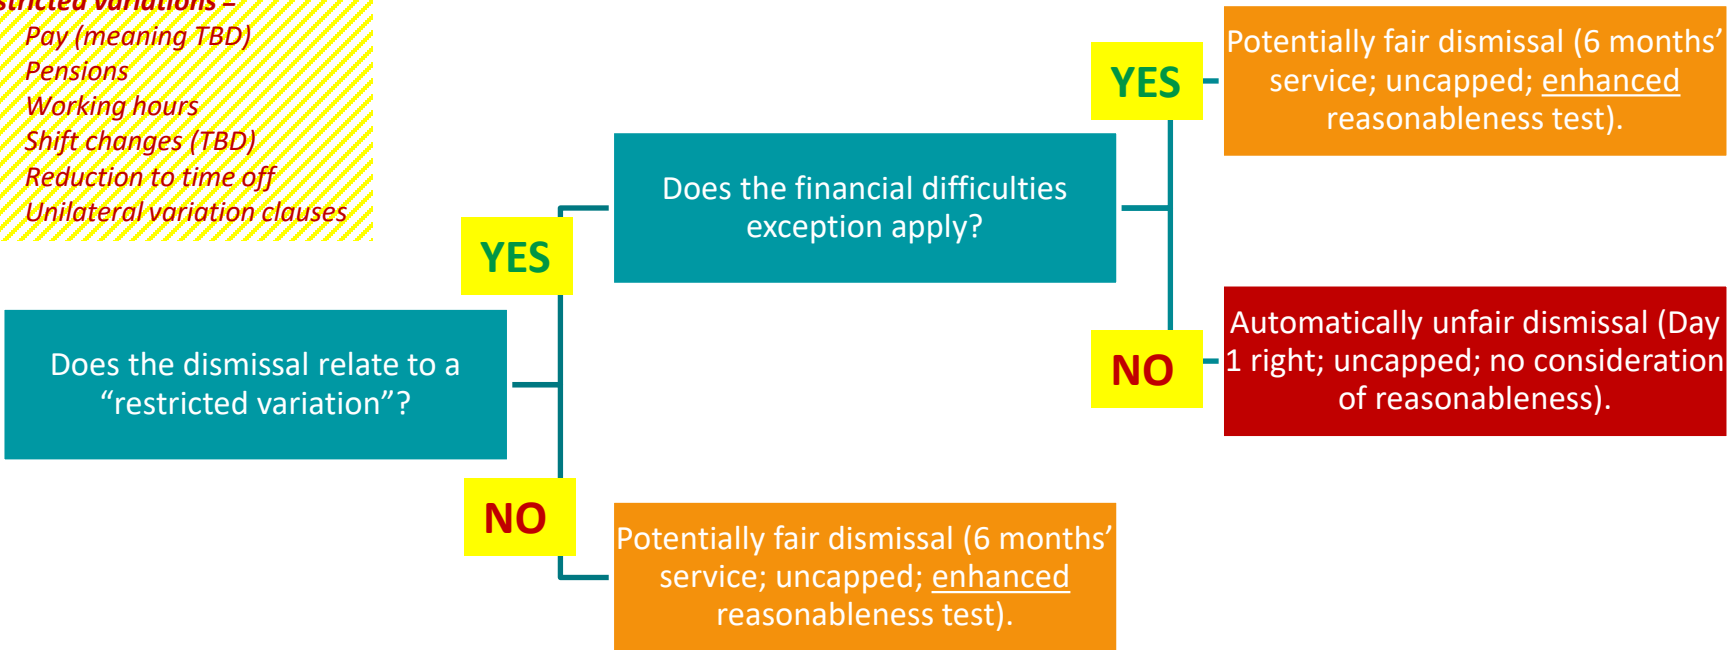 variations =
Pay (meaning TBD)
Pensions
Working hours
Shift changes (TBD)
Reduction to time off
Unilateral variation clauses
Does the dismissal relate to a
“restricted variation”?
YES
NO
Does the financial difficulties
exception apply?
Potentially fair dismissal (6 months’
service; uncapped; enhanced
reasonableness test).
YES
NO
Potentially fair dismissal (6 months’
service; uncapped; enhanced
reasonableness test).
Automatically unfair dismissal (Day
1 right; uncapped; no consideration
of reasonableness).